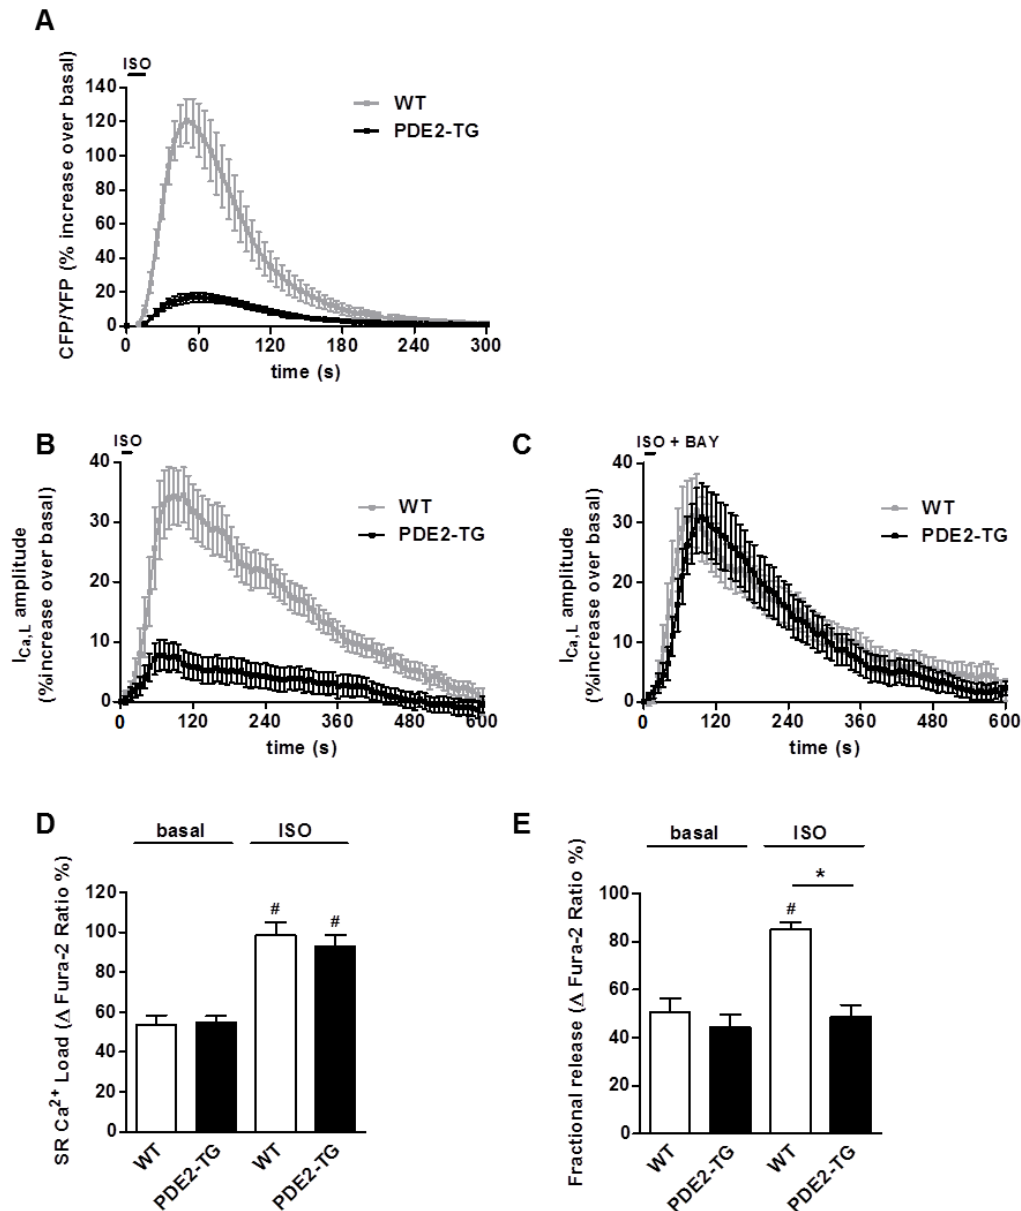 A
ISO
CFP/YFP (% increase over basal)
140
120
100
80
60
40
20
0
WT
PDE2-TG
0 60 120 180 240 300
time (s)
B
ISO
I_Ca,L amplitude
(%increase over basal)
40
30
20
10
0
WT
PDE2-TG
0 120 240 360 480 600
time (s)
C
ISO + BAY
I_Ca,L amplitude
(%increase over basal)
40
30
20
10
0
WT
PDE2-TG
0 120 240 360 480 600
time (s)
D
basal ISO
SR Ca²⁺ Load (Δ Fura-2 Ratio %)
120
100
80
60
40
20
0
# #
WT PDE2-TG WT PDE2-TG
E
basal ISO
Fractional release (Δ Fura-2 Ratio %)
100
80
60
40
20
0
*
#
WT PDE2-TG WT PDE2-TG